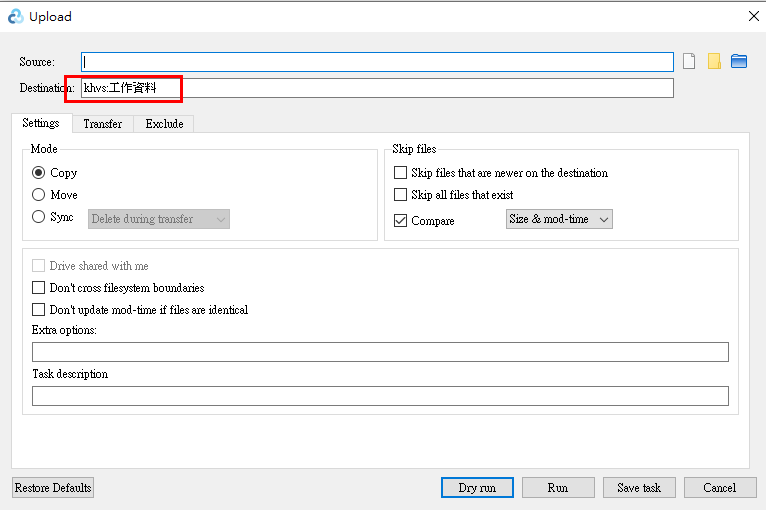 Upload
Source:
Destination: khvs:工作資料
Settings Transfer Exclude
Mode
Copy
Move
Sync Delete during transfer
Skip files
Skip files that are newer on the destination
Skip all files that exist
Compare Size & mod-time
Drive shared with me
Don't cross filesystem boundaries
Don't update mod-time if files are identical
Extra options:
Task description
Restore Defaults Dry run Run Save task Cancel